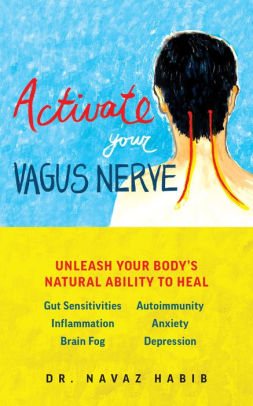 Activate
your
VAGUS NERVE
UNLEASH YOUR BODY'S
NATURAL ABILITY TO HEAL
Gut Sensitivities Autoimmunity
Inflammation Anxiety
Brain Fog Depression
DR. NAVAZ HABIB